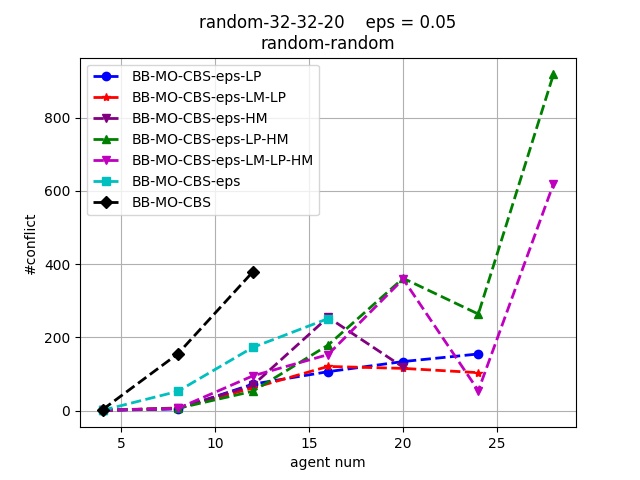 random-32-32-20    eps = 0.05
random-random
BB-MO-CBS-eps-LP
BB-MO-CBS-eps-LM-LP
BB-MO-CBS-eps-HM
BB-MO-CBS-eps-LP-HM
BB-MO-CBS-eps-LM-LP-HM
BB-MO-CBS-eps
BB-MO-CBS
#conflict
800
600
400
200
0
5 10 15 20 25
agent num